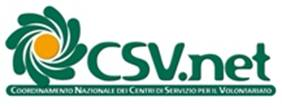 CSV.net
COORDINAMENTO NAZIONALE DEI CENTRI DI SERVIZIO PER IL VOLONTARIATO